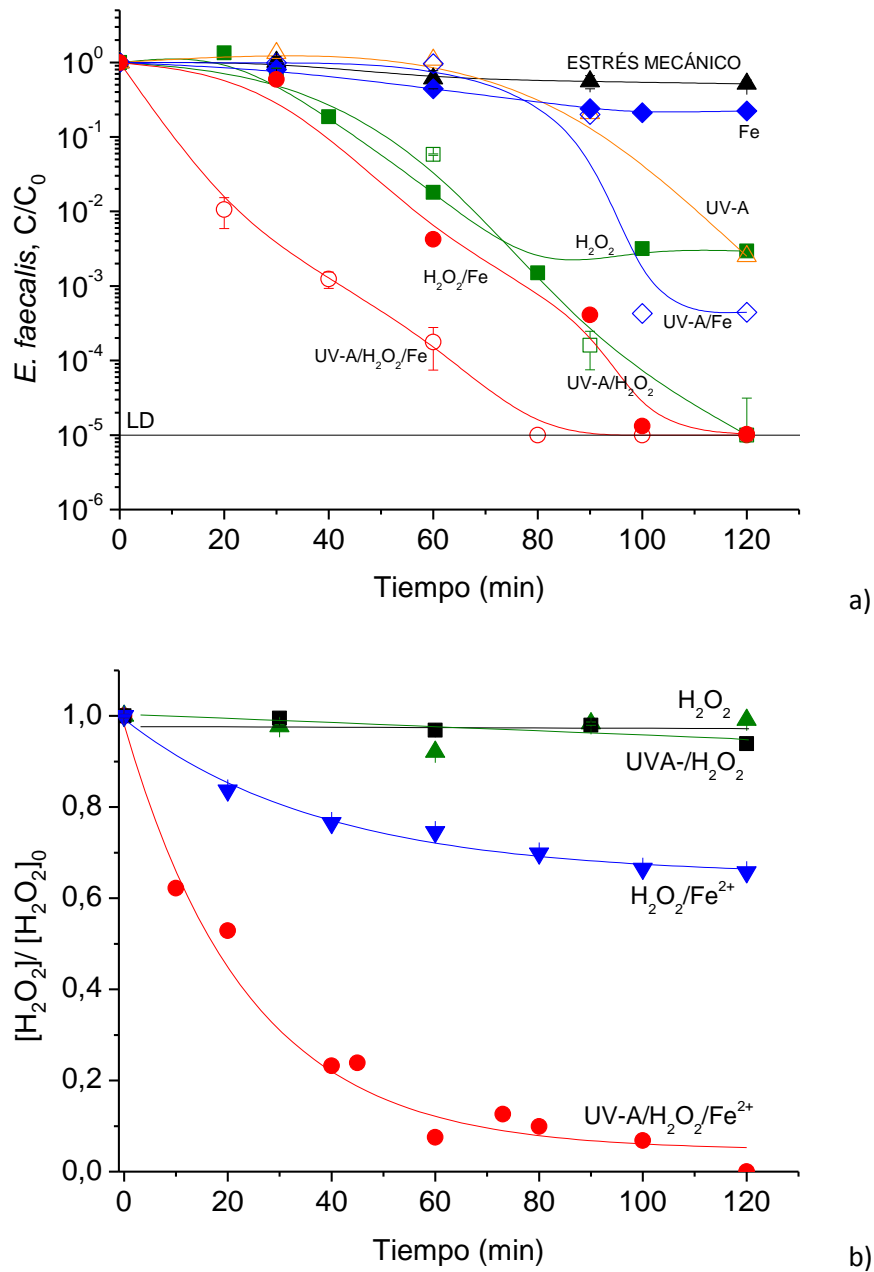 10¹
10⁰
10⁻¹
10⁻²
10⁻³
10⁻⁴
10⁻⁵
10⁻⁶
E. faecalis, C/C₀
ESTRÉS MECÁNICO
Fe
UV-A
H₂O₂
H₂O₂/Fe
UV-A/Fe
UV-A/H₂O₂/Fe
UV-A/H₂O₂
LD
0 20 40 60 80 100 120
Tiempo (min)
a)
1,0
0,8
0,6
0,4
0,2
0,0
[H₂O₂]/ [H₂O₂]₀
H₂O₂
UVA-/H₂O₂
H₂O₂/Fe²⁺
UV-A/H₂O₂/Fe²⁺
0 20 40 60 80 100 120
Tiempo (min)
b)